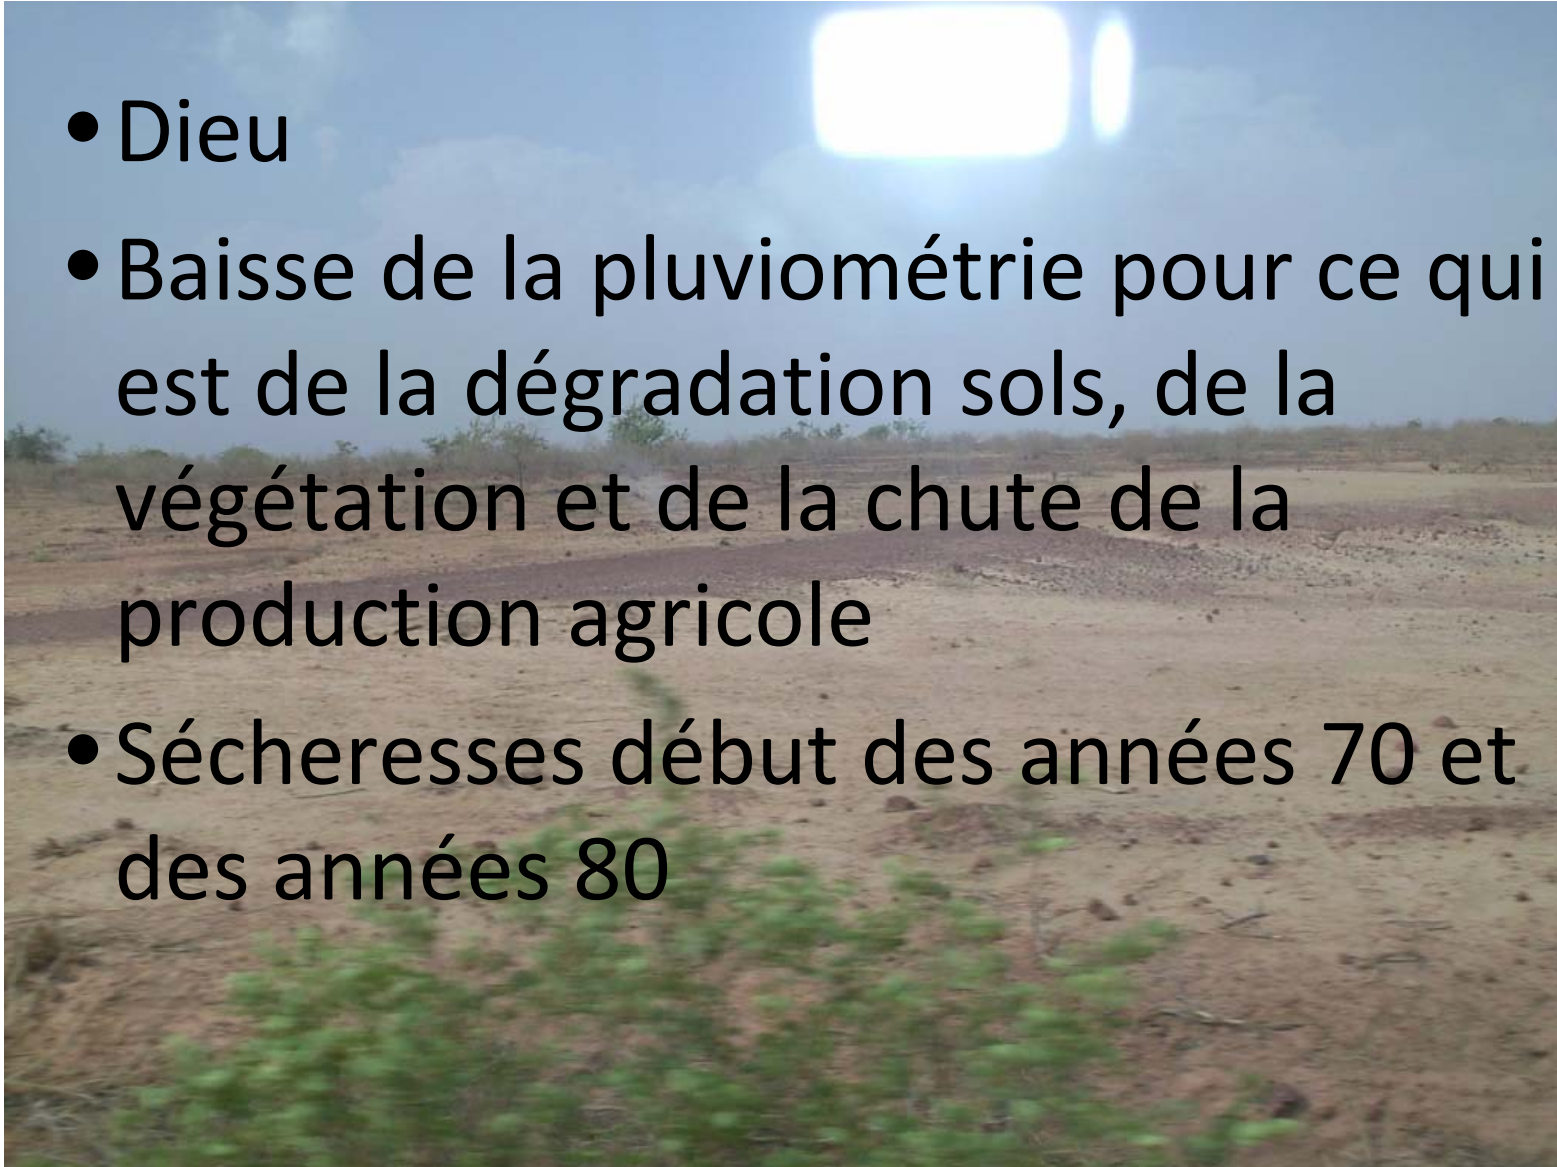 • Dieu
• Baisse de la pluviométrie pour ce qui
est de la dégradation sols, de la
végétation et de la chute de la
production agricole
• Sécheresses début des années 70 et
des années 80